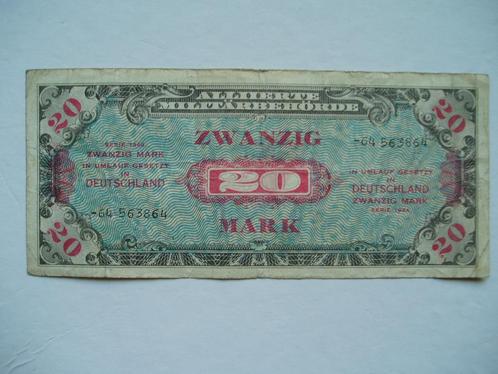 20
ALLIIERTE
MILITÄRBEHÖRDE
20
ZWANZIG
-64 563864
SERIE 1944
ZWANZIG MARK
IN UMLAUF GESETZT
IN
DEUTSCHLAND
20
IN UMLAUF GESETZT
IN
DEUTSCHLAND
ZWANZIG MARK
SERIE 1944
-64 563864
MARK
20
20